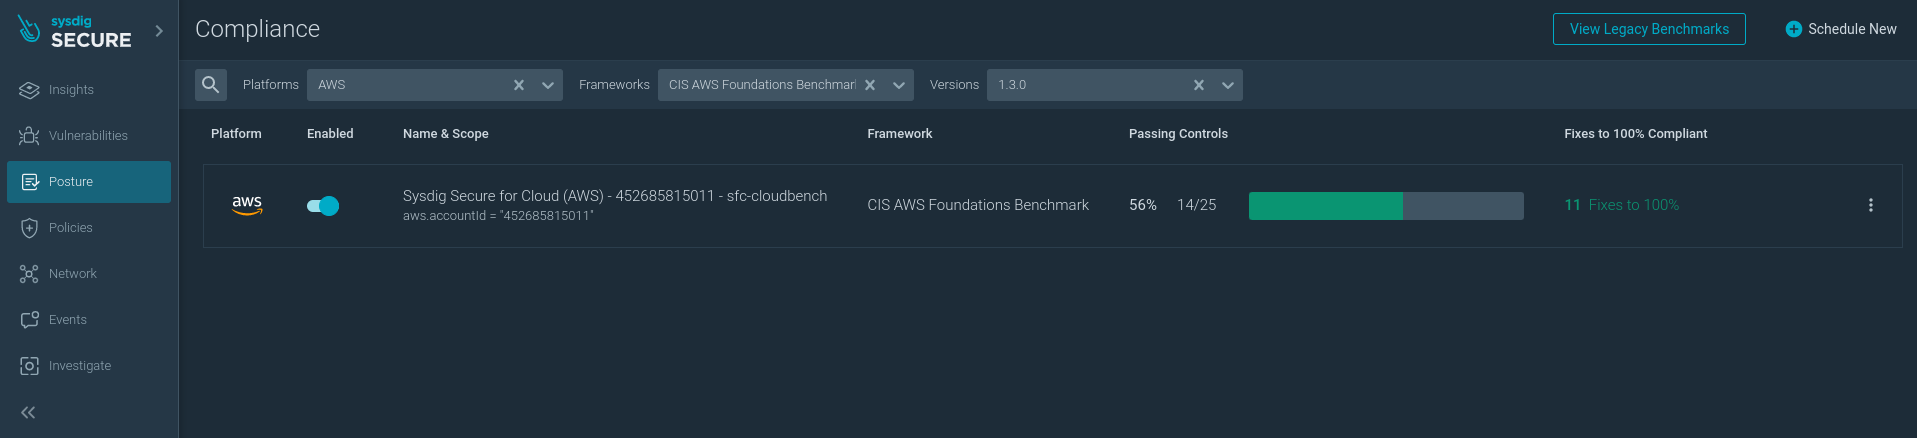 sysdig
SECURE
Compliance
View Legacy Benchmarks
Schedule New
Insights
Vulnerabilities
Posture
Policies
Network
Events
Investigate
Platforms AWS Frameworks CIS AWS Foundations Benchmar Versions 1.3.0
Platform Enabled Name & Scope Framework Passing Controls Fixes to 100% Compliant
aws
Sysdig Secure for Cloud (AWS) - 452685815011 - sfc-cloudbench
aws.accountId = "452685815011"
CIS AWS Foundations Benchmark 56% 14/25 11 Fixes to 100%